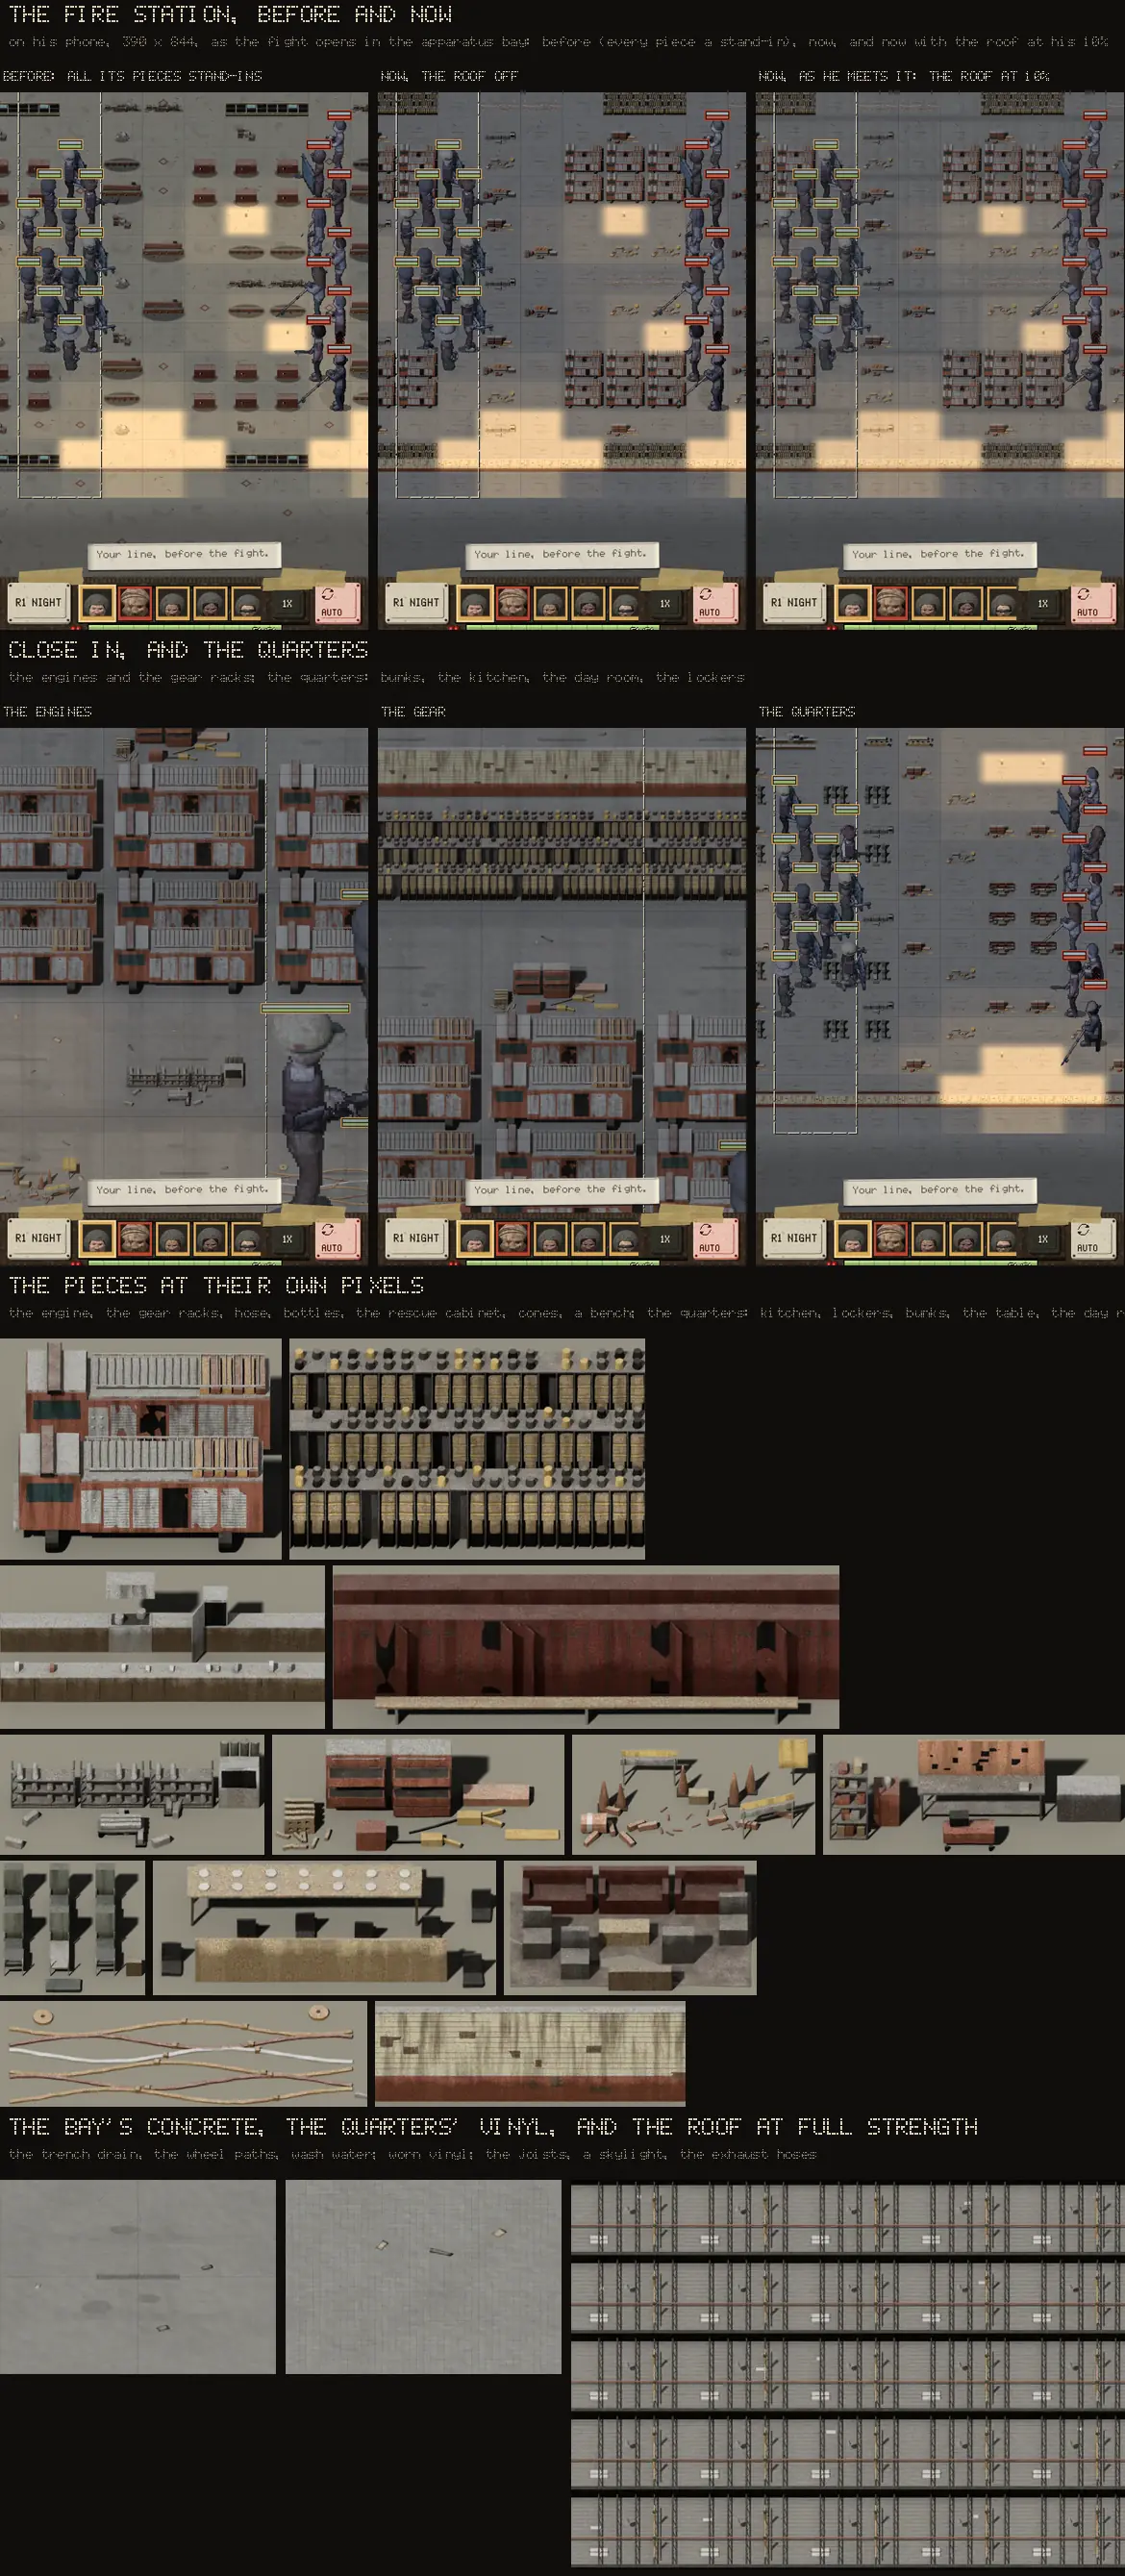 THE FIRE STATION, BEFORE AND NOW
on his phone, 390 x 844, as the fight opens in the apparatus bay: before (every piece a stand-in), now, and now with the roof at his 10%
BEFORE: ALL ITS PIECES STAND-INS
NOW, THE ROOF OFF
NOW, AS HE MEETS IT: THE ROOF AT 10%
Your line, before the fight.
Your line, before the fight.
Your line, before the fight.
R1 NIGHT
1X
AUTO
R1 NIGHT
1X
AUTO
R1 NIGHT
1X
AUTO
CLOSE IN, AND THE QUARTERS
the engines and the gear racks; the quarters: bunks, the kitchen, the day room, the lockers
THE ENGINES
THE GEAR
THE QUARTERS
Your line, before the fight.
Your line, before the fight.
Your line, before the fight.
R1 NIGHT
1X
AUTO
R1 NIGHT
1X
AUTO
R1 NIGHT
1X
AUTO
THE PIECES AT THEIR OWN PIXELS
the engine, the gear racks, hose, bottles, the rescue cabinet, cones, a bench; the quarters: kitchen, lockers, bunks, the table, the day r
THE BAY'S CONCRETE, THE QUARTERS' VINYL, AND THE ROOF AT FULL STRENGTH
the trench drain, the wheel paths, wash water; worn vinyl; the joists, a skylight, the exhaust hoses